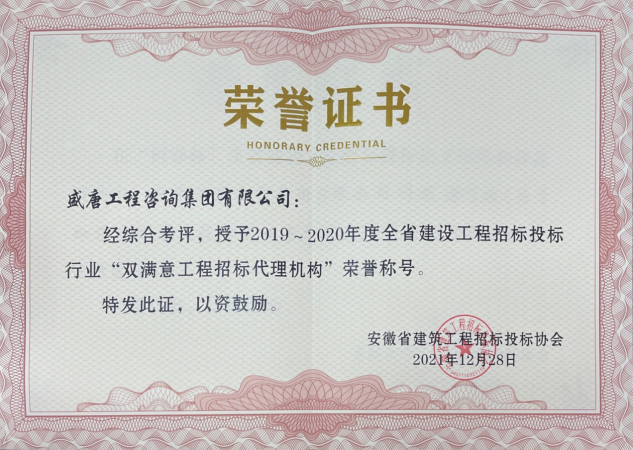 荣誉证书
HONORARY CREDENTIAL
盛唐工程咨询集团有限公司：
经综合考评，授予2019～2020年度全省建设工程招标投标
行业“双满意工程招标代理机构”荣誉称号。
特发此证，以资鼓励。
安徽省建筑工程招标投标协会
2021年12月28日